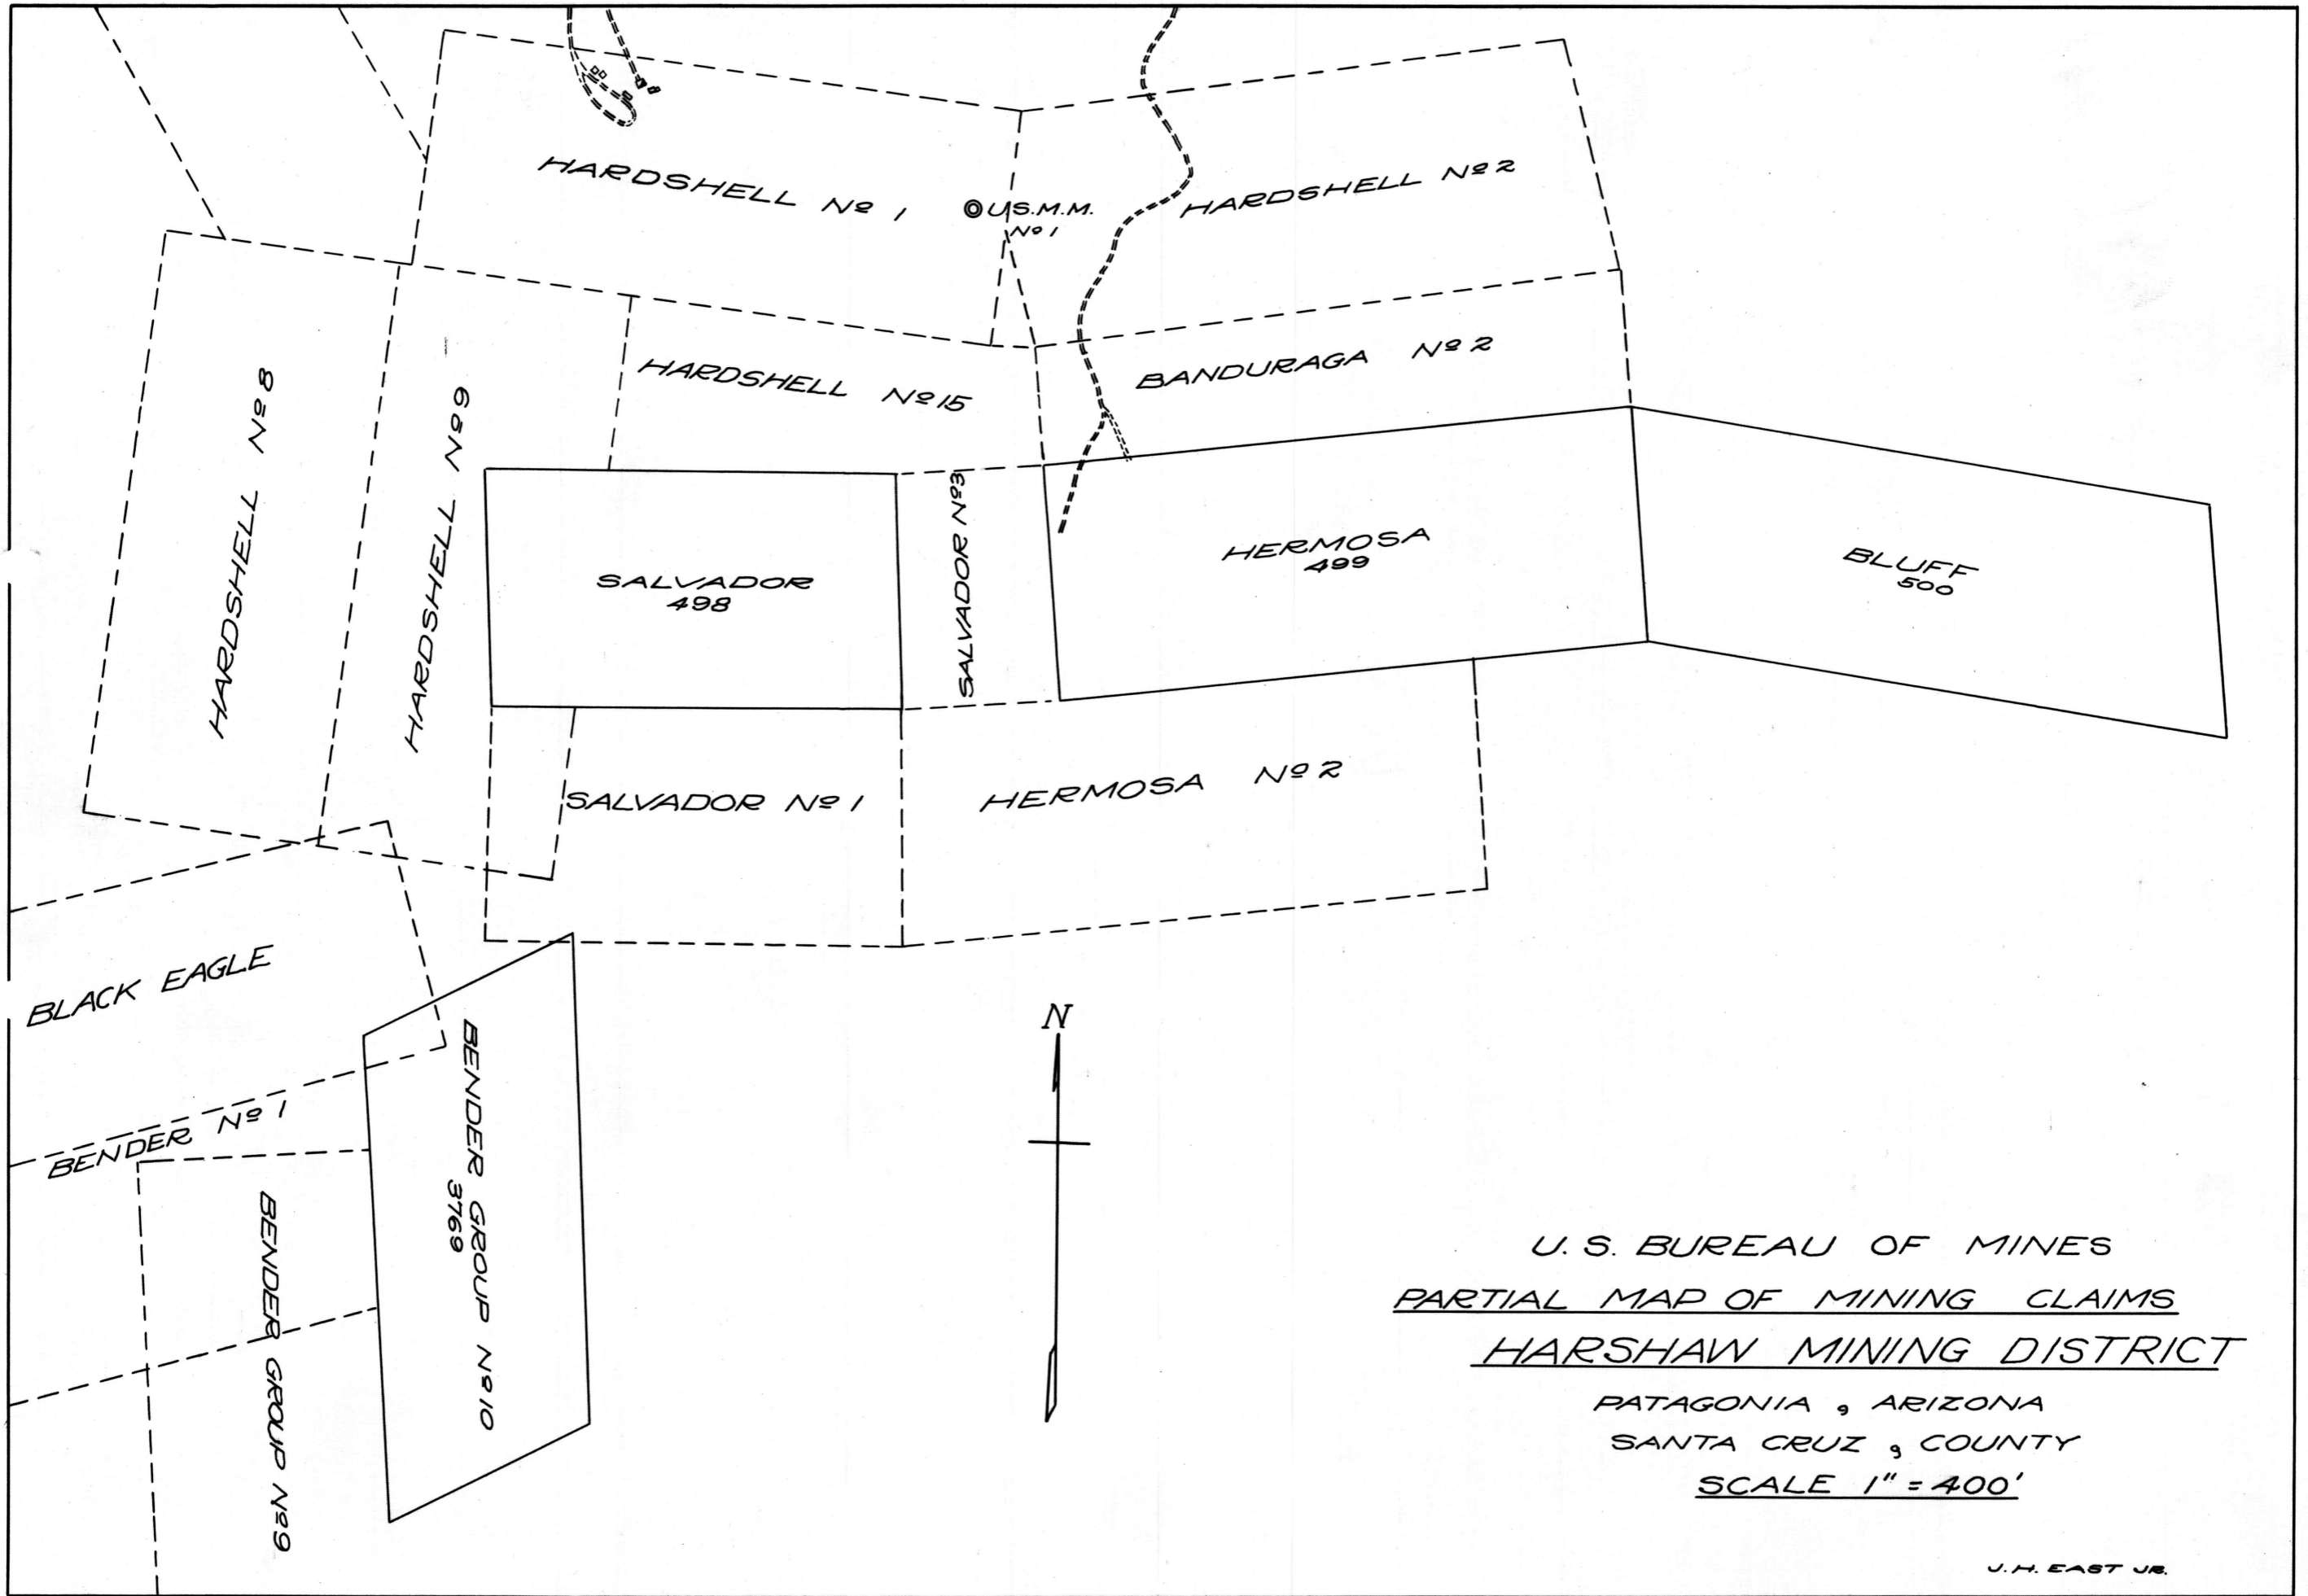 HARDSHELL Nº 1
U.S.M.M.
Nº 1
HARDSHELL Nº 2
HARDSHELL Nº 8
HARDSHELL Nº 9
HARDSHELL Nº 15
BANDURAGA Nº 2
SALVADOR
498
SALVADOR Nº 3
HERMOSA
499
BLUFF
500
SALVADOR Nº 1
HERMOSA Nº 2
BLACK EAGLE
BENDER Nº 1
BENDER GROUP Nº 10
3769
BENDER GROUP Nº 9
N
U. S. BUREAU OF MINES
PARTIAL MAP OF MINING CLAIMS
HARSHAW MINING DISTRICT
PATAGONIA , ARIZONA
SANTA CRUZ , COUNTY
SCALE 1" = 400'
J. H. EAST JR.